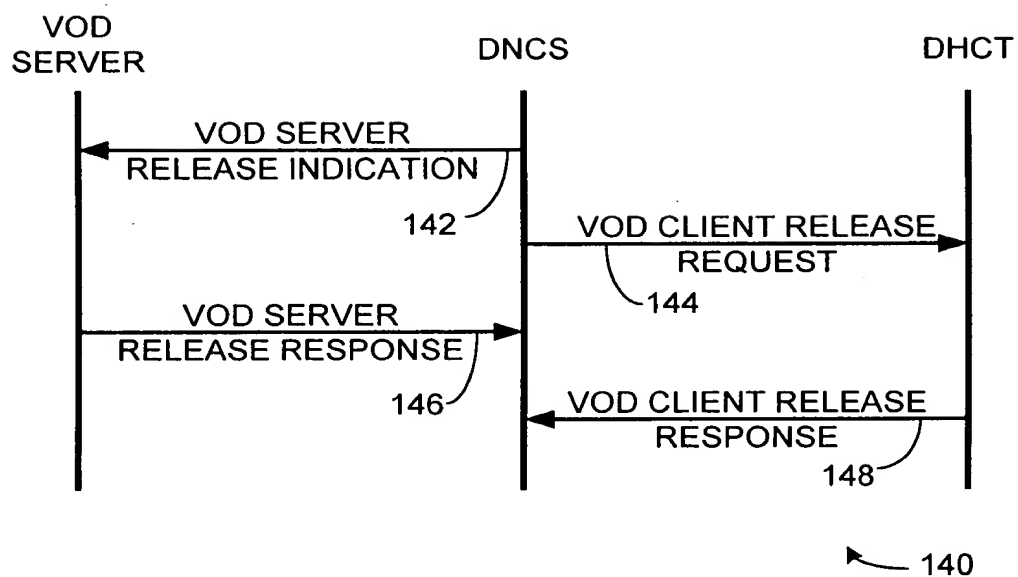 VOD
SERVER
DNCS
DHCT
VOD SERVER
RELEASE INDICATION
142
VOD CLIENT RELEASE
REQUEST
144
VOD SERVER
RELEASE RESPONSE
146
VOD CLIENT RELEASE
RESPONSE
148
140